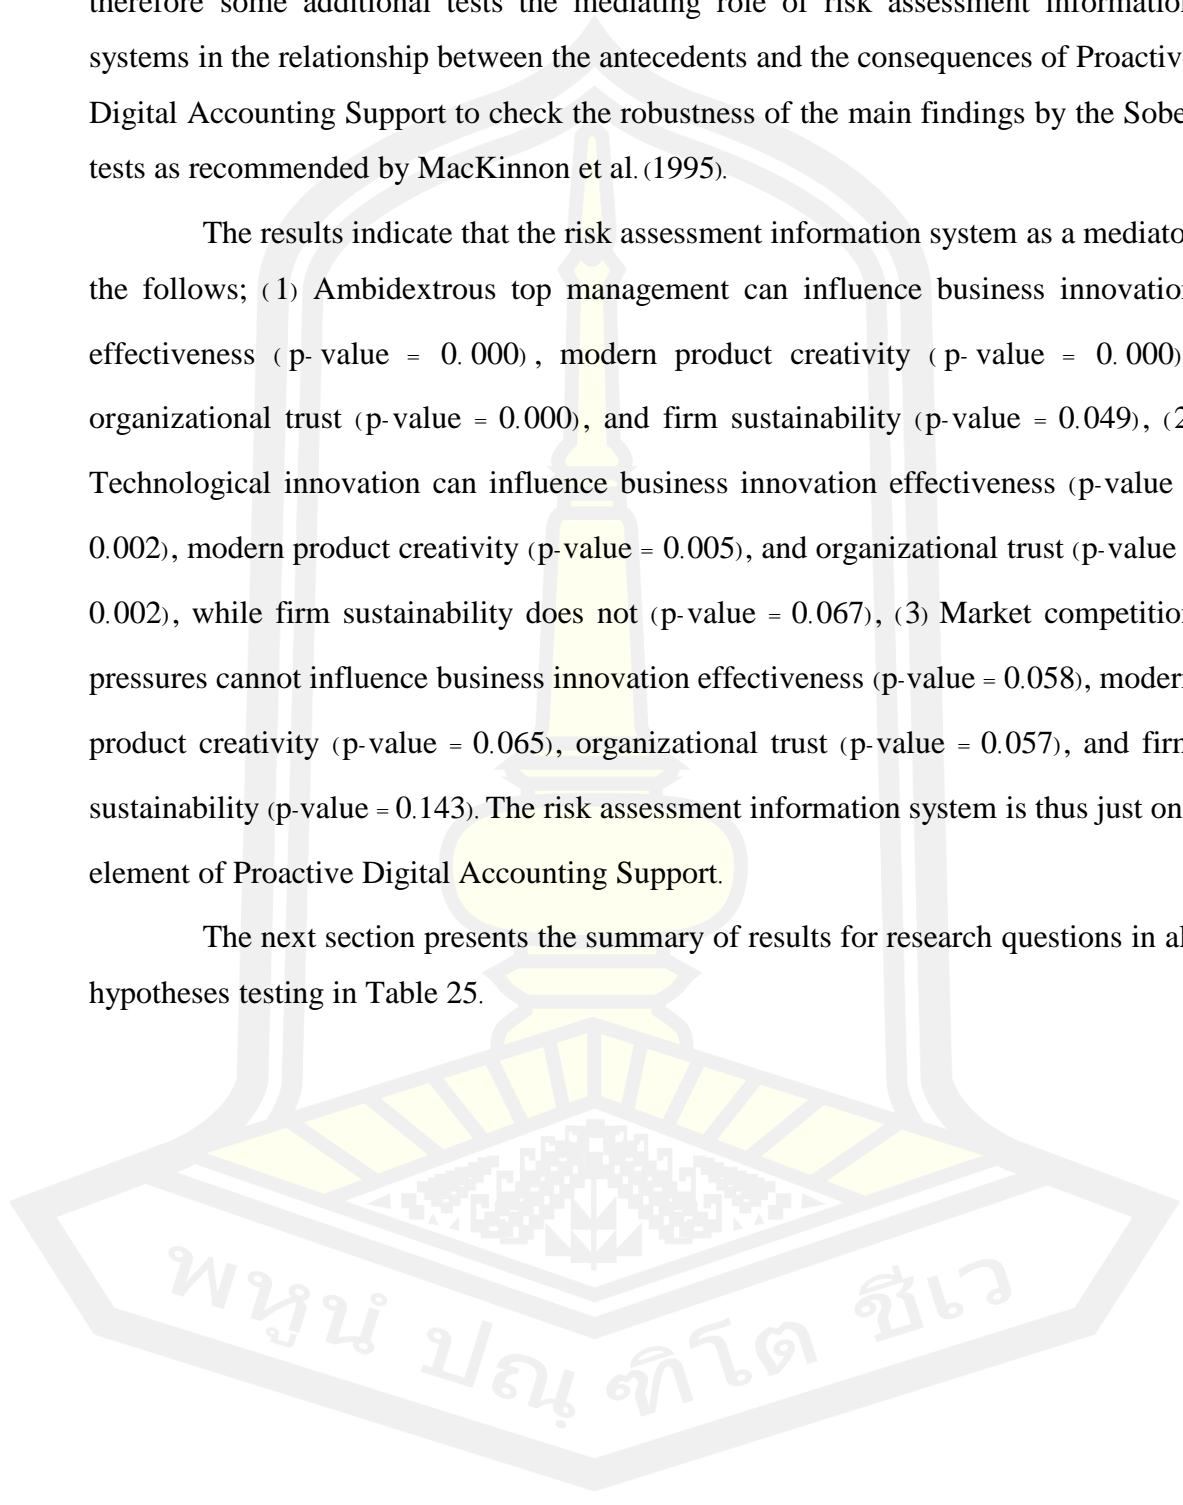 therefore some additional tests the mediating role of risk assessment information
systems in the relationship between the antecedents and the consequences of Proactiv
Digital Accounting Support to check the robustness of the main findings by the Sobe
tests as recommended by MacKinnon et al. (1995).
The results indicate that the risk assessment information system as a mediato
the follows; (1) Ambidextrous top management can influence business innovation
effectiveness (p-value = 0.000), modern product creativity (p-value = 0.000)
organizational trust (p-value = 0.000), and firm sustainability (p-value = 0.049), (2
Technological innovation can influence business innovation effectiveness (p-value
0.002), modern product creativity (p-value = 0.005), and organizational trust (p-value
0.002), while firm sustainability does not (p-value = 0.067), (3) Market competition
pressures cannot influence business innovation effectiveness (p-value = 0.058), modern
product creativity (p-value = 0.065), organizational trust (p-value = 0.057), and firm
sustainability (p-value = 0.143). The risk assessment information system is thus just on
element of Proactive Digital Accounting Support.
The next section presents the summary of results for research questions in al
hypotheses testing in Table 25.
พหูนํ ปณฺฑิโต ชีเว